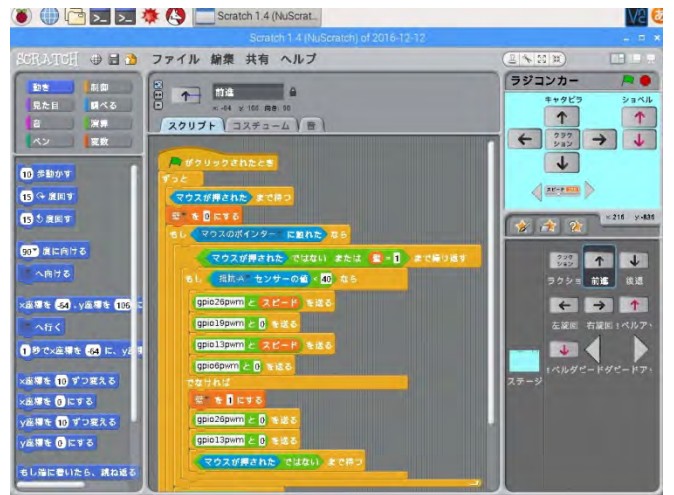 Scratch 1.4 (NuScrat...
Scratch 1.4 (NuScratch) of 2016-12-12
SCRATCH
ファイル 編集 共有 ヘルプ
動き
制御
見た目
調べる
音
演算
ペン
変数
10 歩動かす
15 度回す
15 度回す
90 度に向ける
へ向ける
x座標を -64 、y座標を 106
へ行く
1 秒でx座標を -64 に、y座標
x座標を 10 ずつ変える
x座標を 0 にする
y座標を 10 ずつ変える
y座標を 0 にする
もし端に着いたら、跳ね返る
前進
スクリプト コスチューム 音
がクリックされたとき
ずっと
マウスが押された まで待つ
壁 を 0 にする
もし マウスのポインター に触れた なら
マウスが押された ではない または 壁 = 1 まで繰り返す
もし 抵抗-A センサーの値 < 40 なら
gpio26pwm と スピード を送る
gpio19pwm と 0 を送る
gpio13pwm と スピード を送る
gpio6pwm と 0 を送る
でなければ
壁 を 1 にする
gpio26pwm と 0 を送る
gpio13pwm と 0 を送る
マウスが押された ではない まで待つ
ラジコンカー
キャタピラ
ショベル
クラクション
スピード
ステージ
クラクショ 前進 後退
左旋回 右旋回